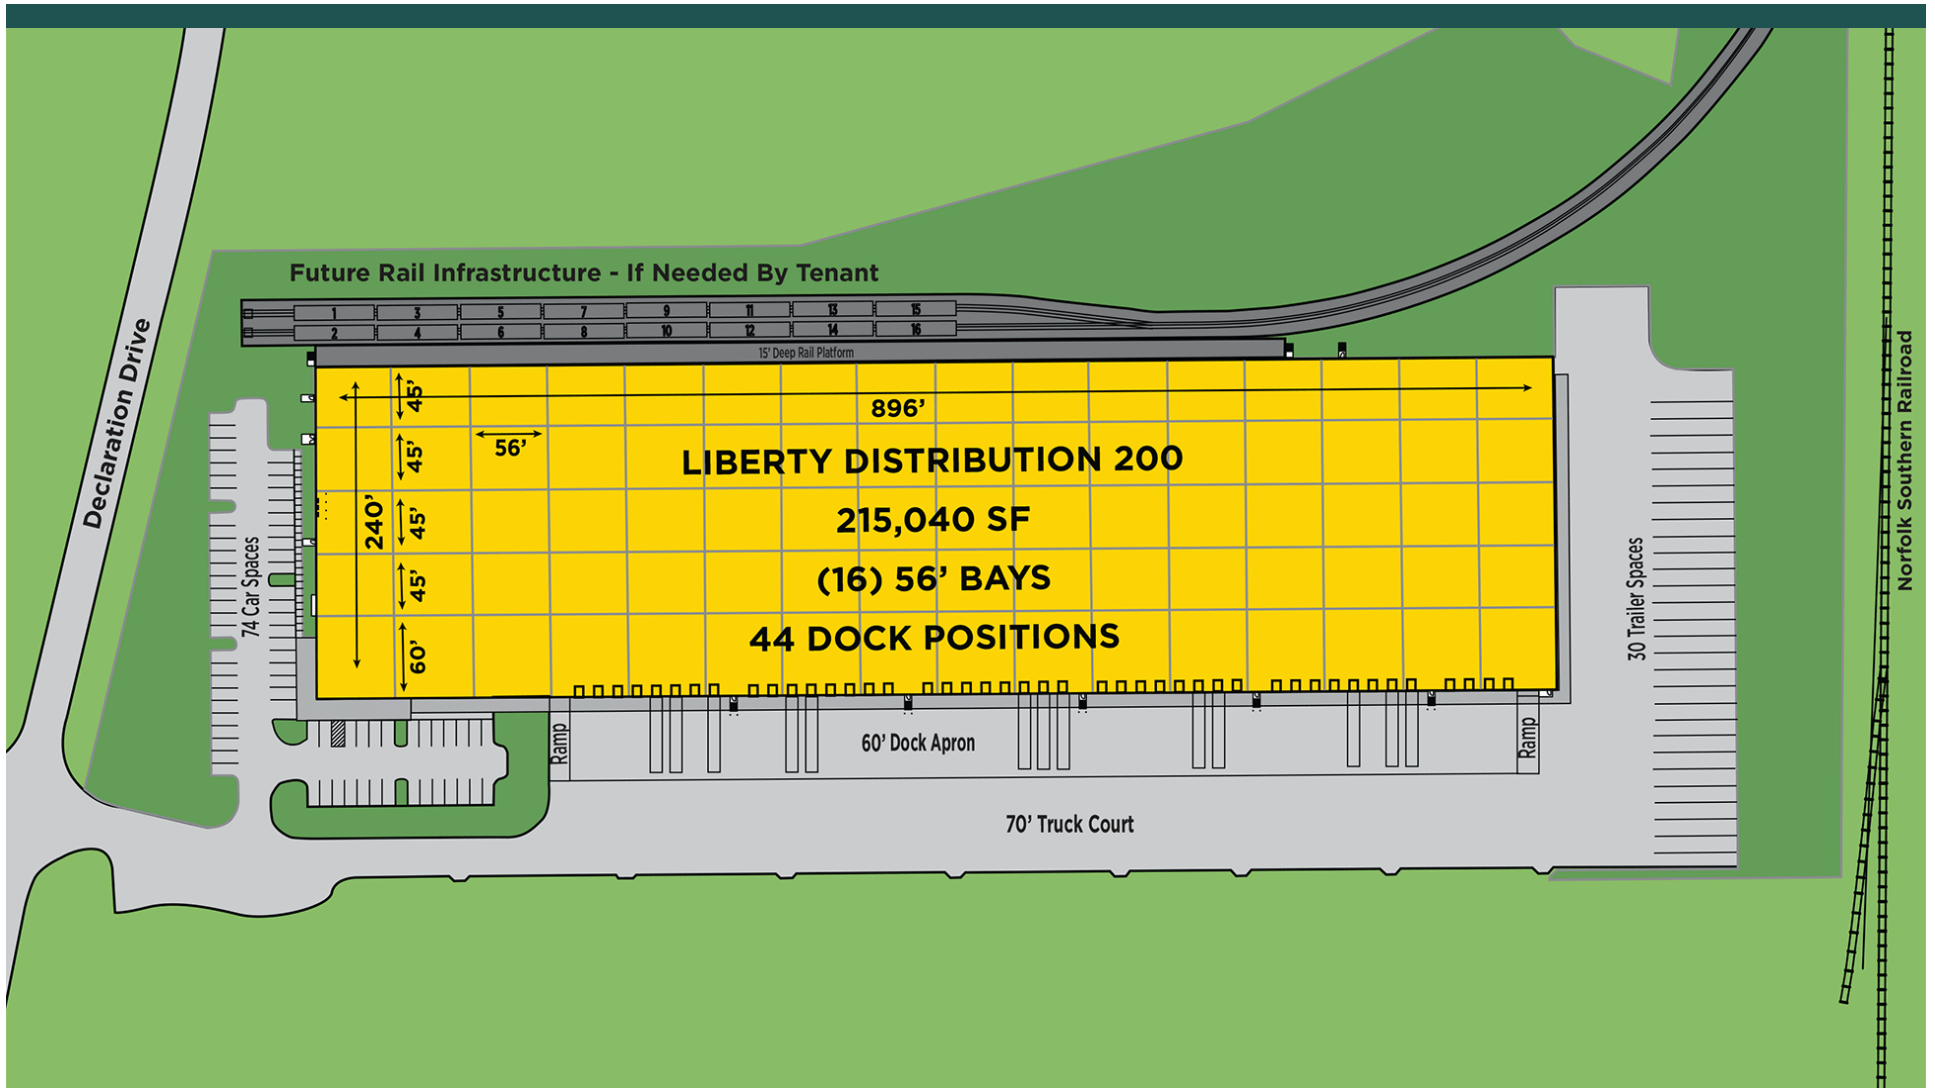 Future Rail Infrastructure - If Needed By Tenant
1 3 5 7 9 11 13 15
2 4 6 8 10 12 14 16
15' Deep Rail Platform
Declaration Drive
Norfolk Southern Railroad
74 Car Spaces
30 Trailer Spaces
896’
56’
240’
45’
45’
45’
45’
60’
LIBERTY DISTRIBUTION 200
215,040 SF
(16) 56’ BAYS
44 DOCK POSITIONS
Ramp
60’ Dock Apron
Ramp
70’ Truck Court